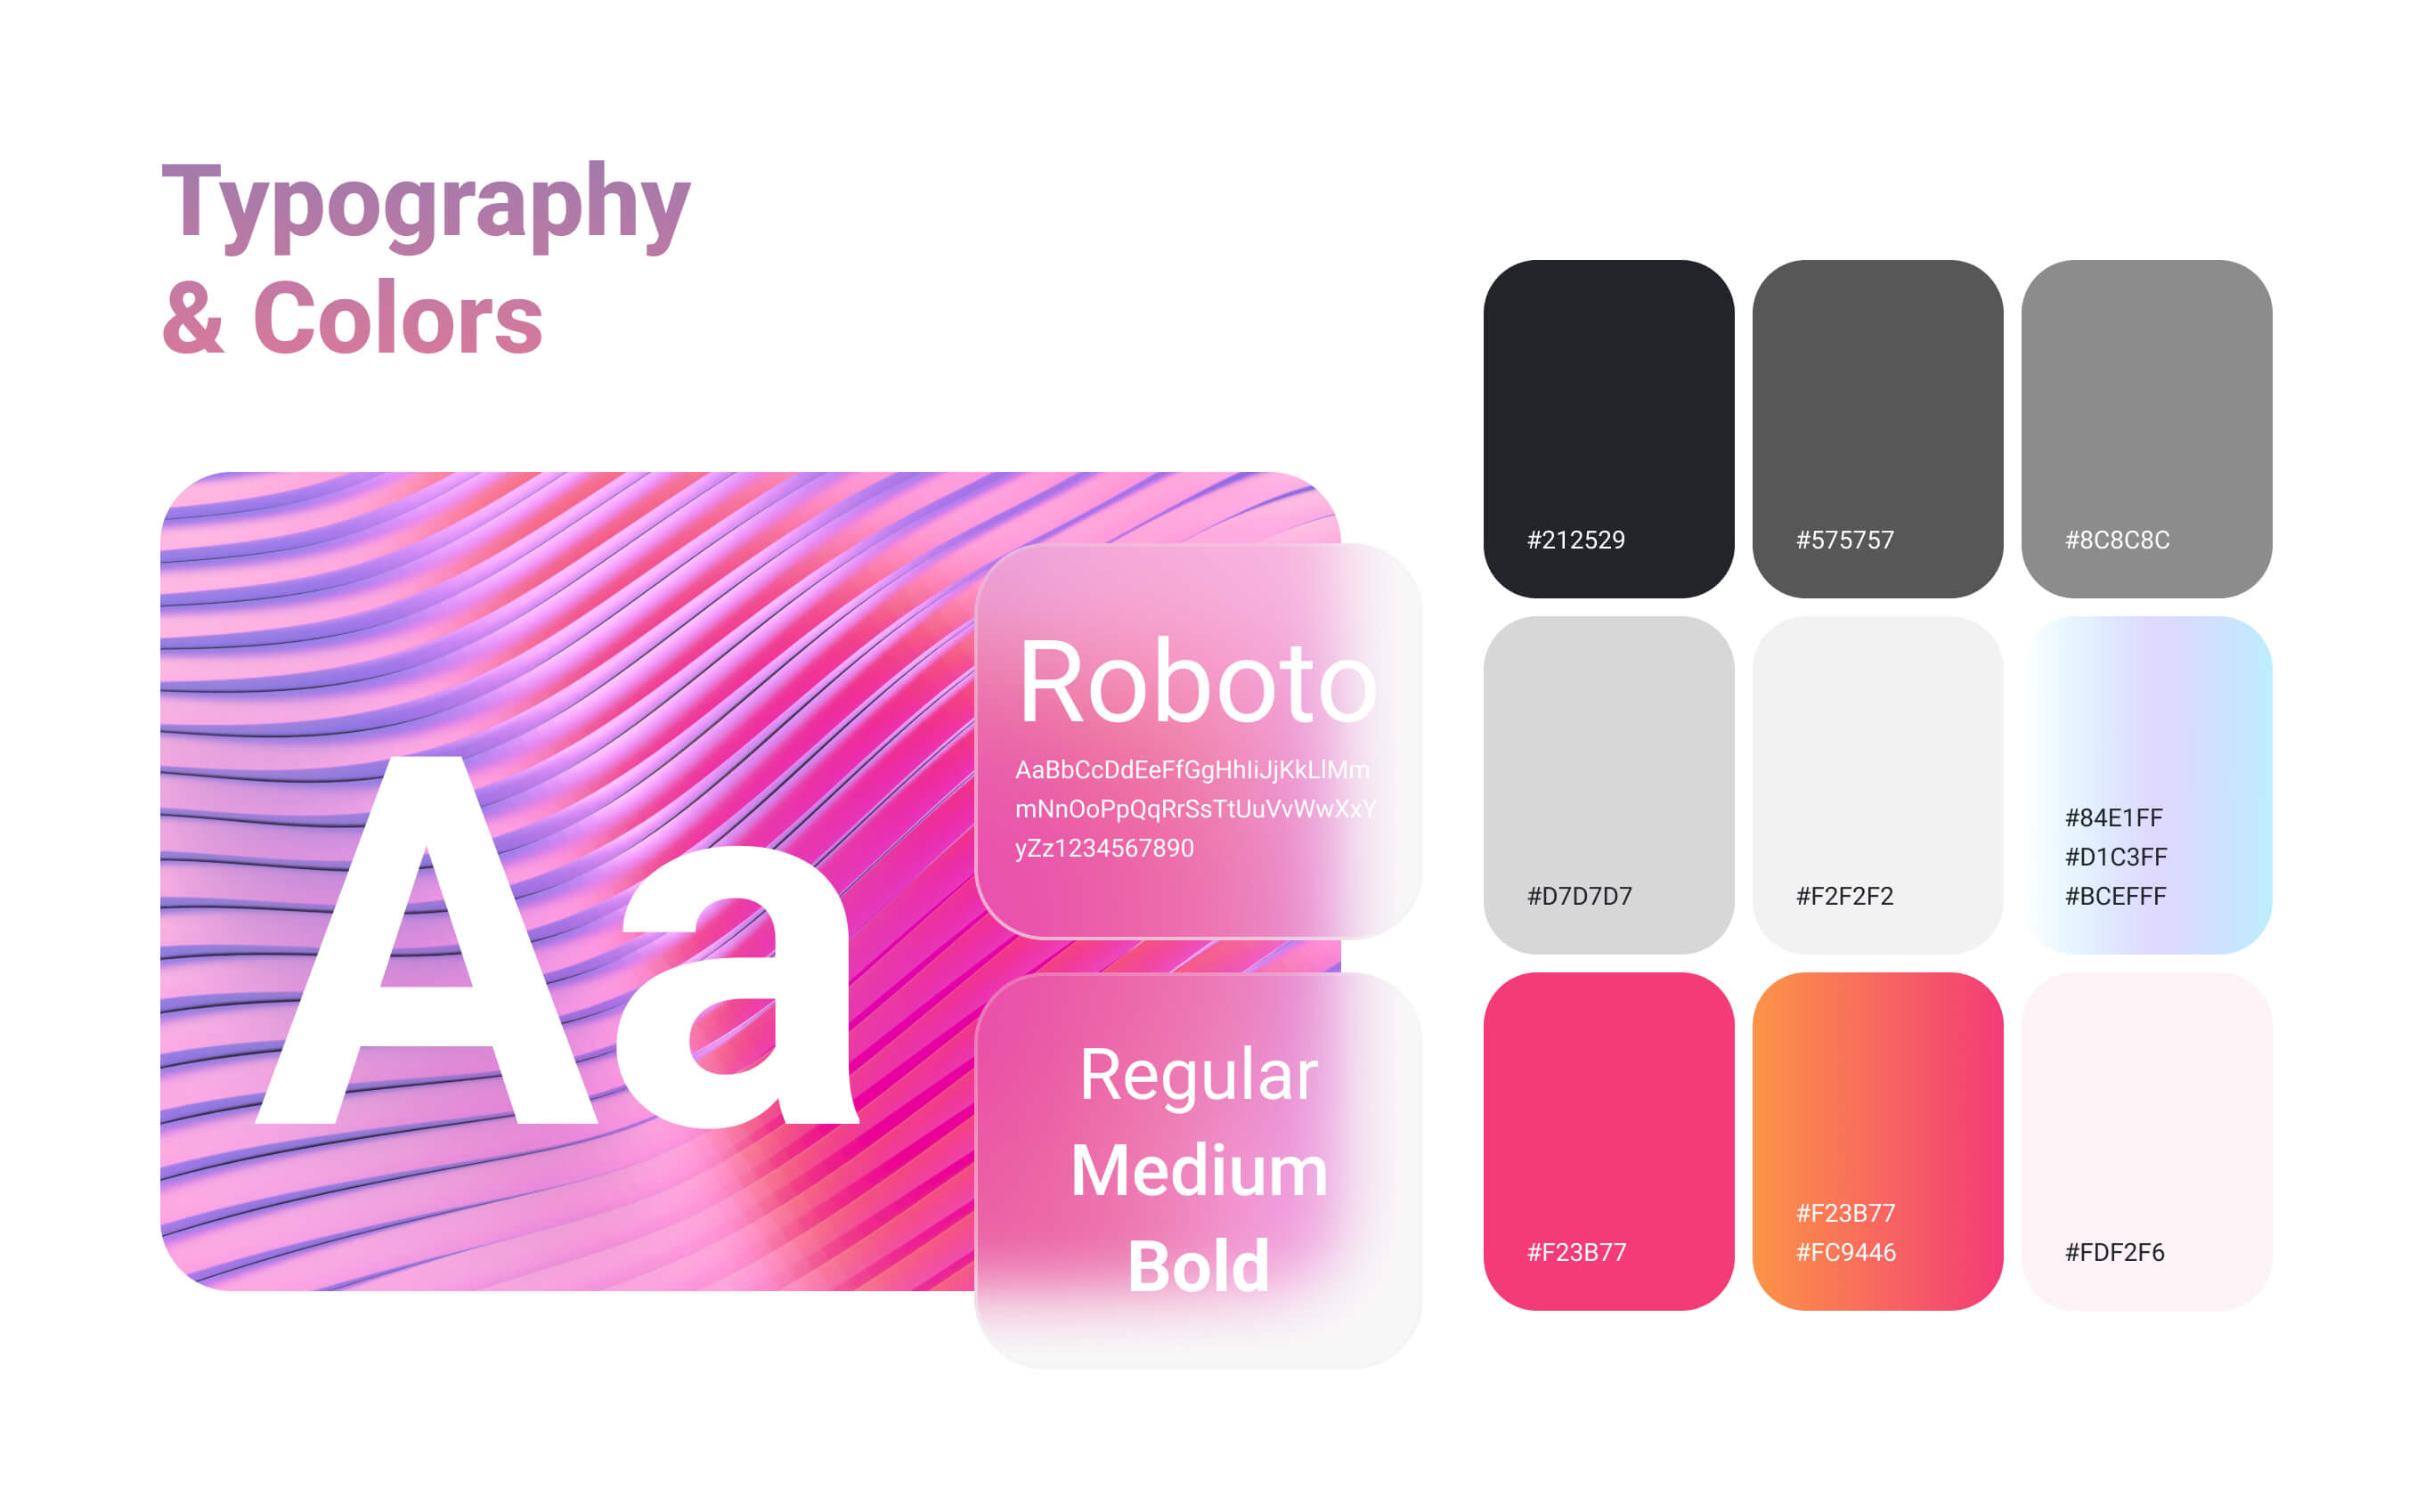 Typography
& Colors
Aa
Roboto
AaBbCcDdEeFfGgHhIiJjKkLlMm
mNnOoPpQqRrSsTtUuVvWwXxY
yZz1234567890
Regular
Medium
Bold
#212529
#575757
#8C8C8C
#D7D7D7
#F2F2F2
#84E1FF
#D1C3FF
#BCEFFF
#F23B77
#F23B77
#FC9446
#FDF2F6